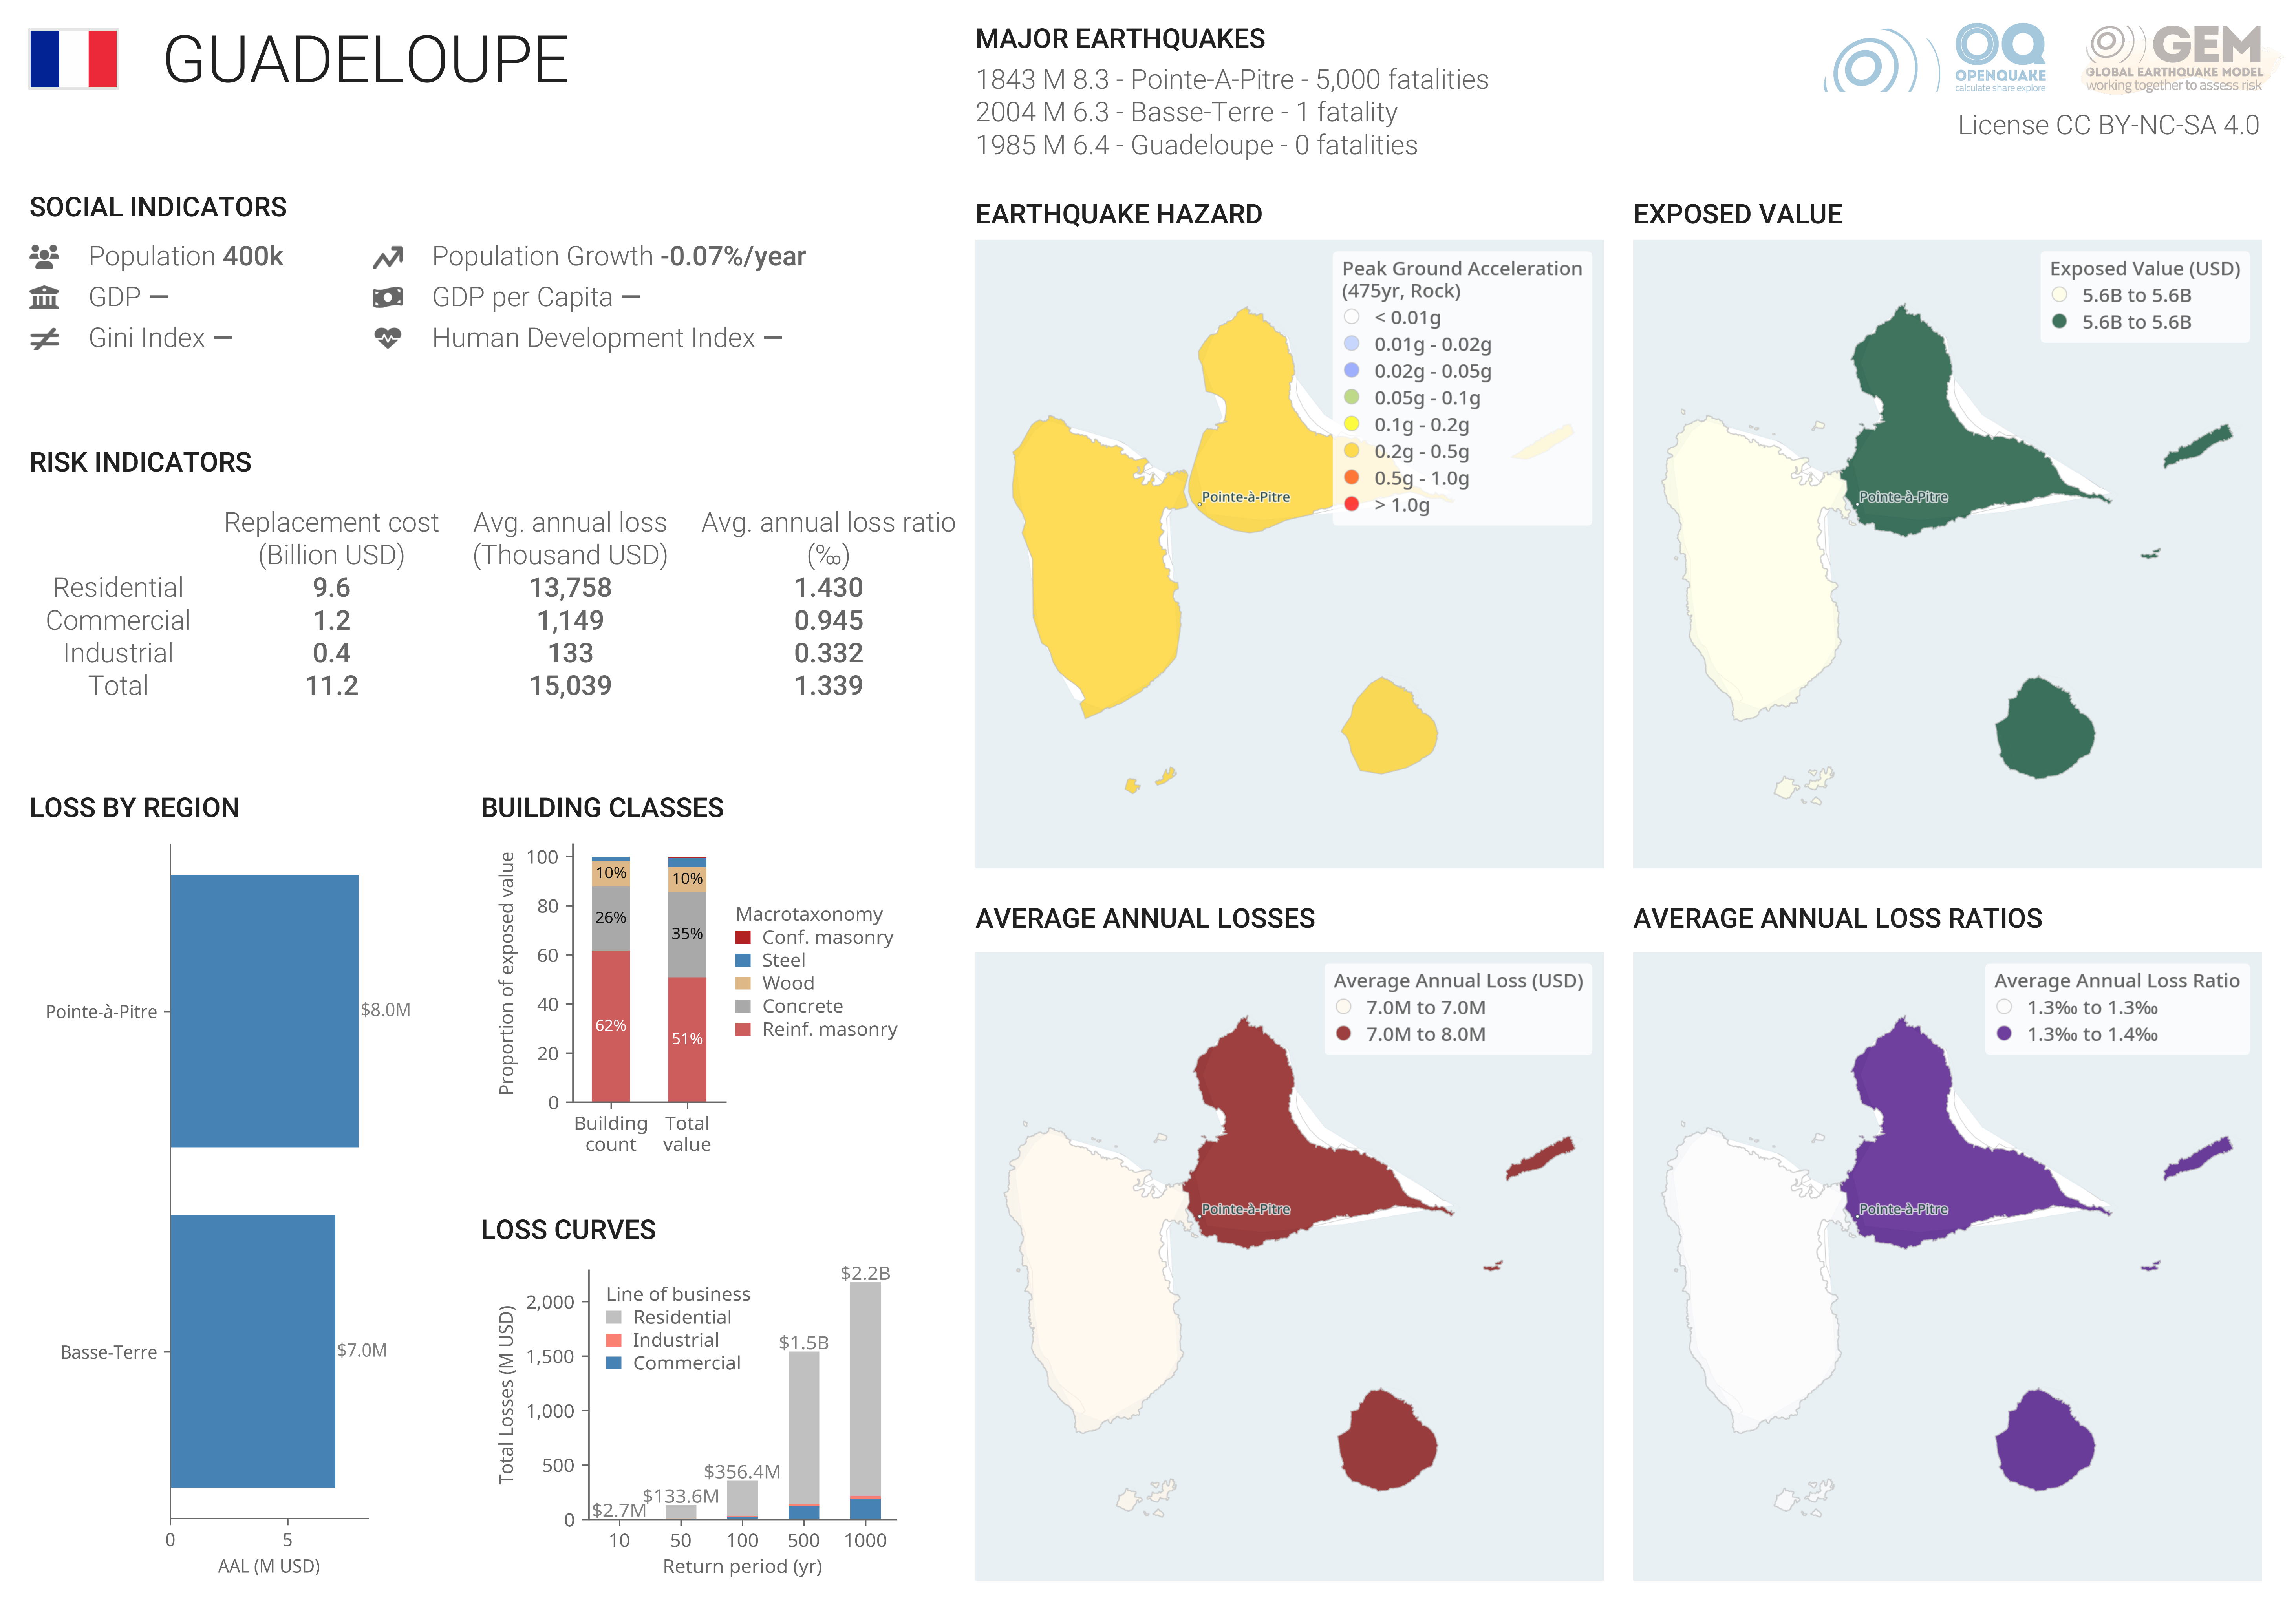 GUADELOUPE
MAJOR EARTHQUAKES
1843 M 8.3 - Pointe-A-Pitre - 5,000 fatalities
2004 M 6.3 - Basse-Terre - 1 fatality
1985 M 6.4 - Guadeloupe - 0 fatalities
OQ
OPENQUAKE
calculate share explore
GEM
GLOBAL EARTHQUAKE MODEL
working together to assess risk
License CC BY-NC-SA 4.0
SOCIAL INDICATORS
Population 400k
Population Growth -0.07%/year
GDP —
GDP per Capita —
Gini Index —
Human Development Index —
RISK INDICATORS
Replacement cost (Billion USD) Avg. annual loss (Thousand USD) Avg. annual loss ratio (‰)
Residential 9.6 13,758 1.430
Commercial 1.2 1,149 0.945
Industrial 0.4 133 0.332
Total 11.2 15,039 1.339
LOSS BY REGION
Pointe-à-Pitre
$8.0M
Basse-Terre
$7.0M
0 5
AAL (M USD)
BUILDING CLASSES
Proportion of exposed value
100
80
60
40
20
0
10%
26%
62%
10%
35%
51%
Building count
Total value
Macrotaxonomy
Conf. masonry
Steel
Wood
Concrete
Reinf. masonry
LOSS CURVES
Total Losses (M USD)
2,000
1,500
1,000
500
0
Line of business
Residential
Industrial
Commercial
$2.7M
$133.6M
$356.4M
$1.5B
$2.2B
10 50 100 500 1000
Return period (yr)
EARTHQUAKE HAZARD
Peak Ground Acceleration
(475yr, Rock)
< 0.01g
0.01g - 0.02g
0.02g - 0.05g
0.05g - 0.1g
0.1g - 0.2g
0.2g - 0.5g
0.5g - 1.0g
> 1.0g
Pointe-à-Pitre
EXPOSED VALUE
Exposed Value (USD)
5.6B to 5.6B
5.6B to 5.6B
Pointe-à-Pitre
AVERAGE ANNUAL LOSSES
Average Annual Loss (USD)
7.0M to 7.0M
7.0M to 8.0M
Pointe-à-Pitre
AVERAGE ANNUAL LOSS RATIOS
Average Annual Loss Ratio
1.3‰ to 1.3‰
1.3‰ to 1.4‰
Pointe-à-Pitre